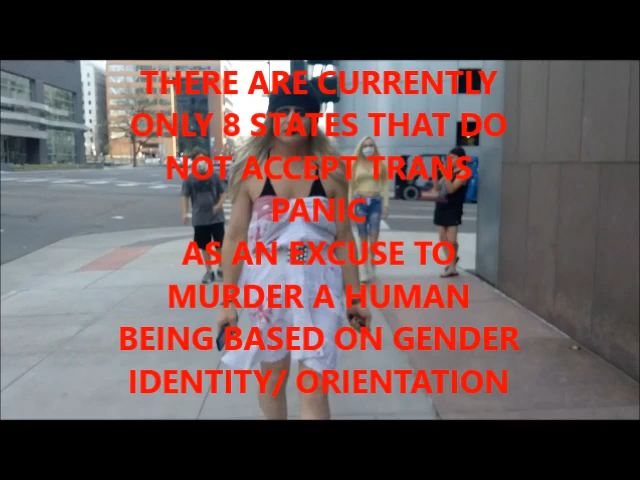 THERE ARE CURRENTLY
ONLY 8 STATES THAT DO
NOT ACCEPT TRANS
PANIC
AS AN EXCUSE TO
MURDER A HUMAN
BEING BASED ON GENDER
IDENTITY/ ORIENTATION